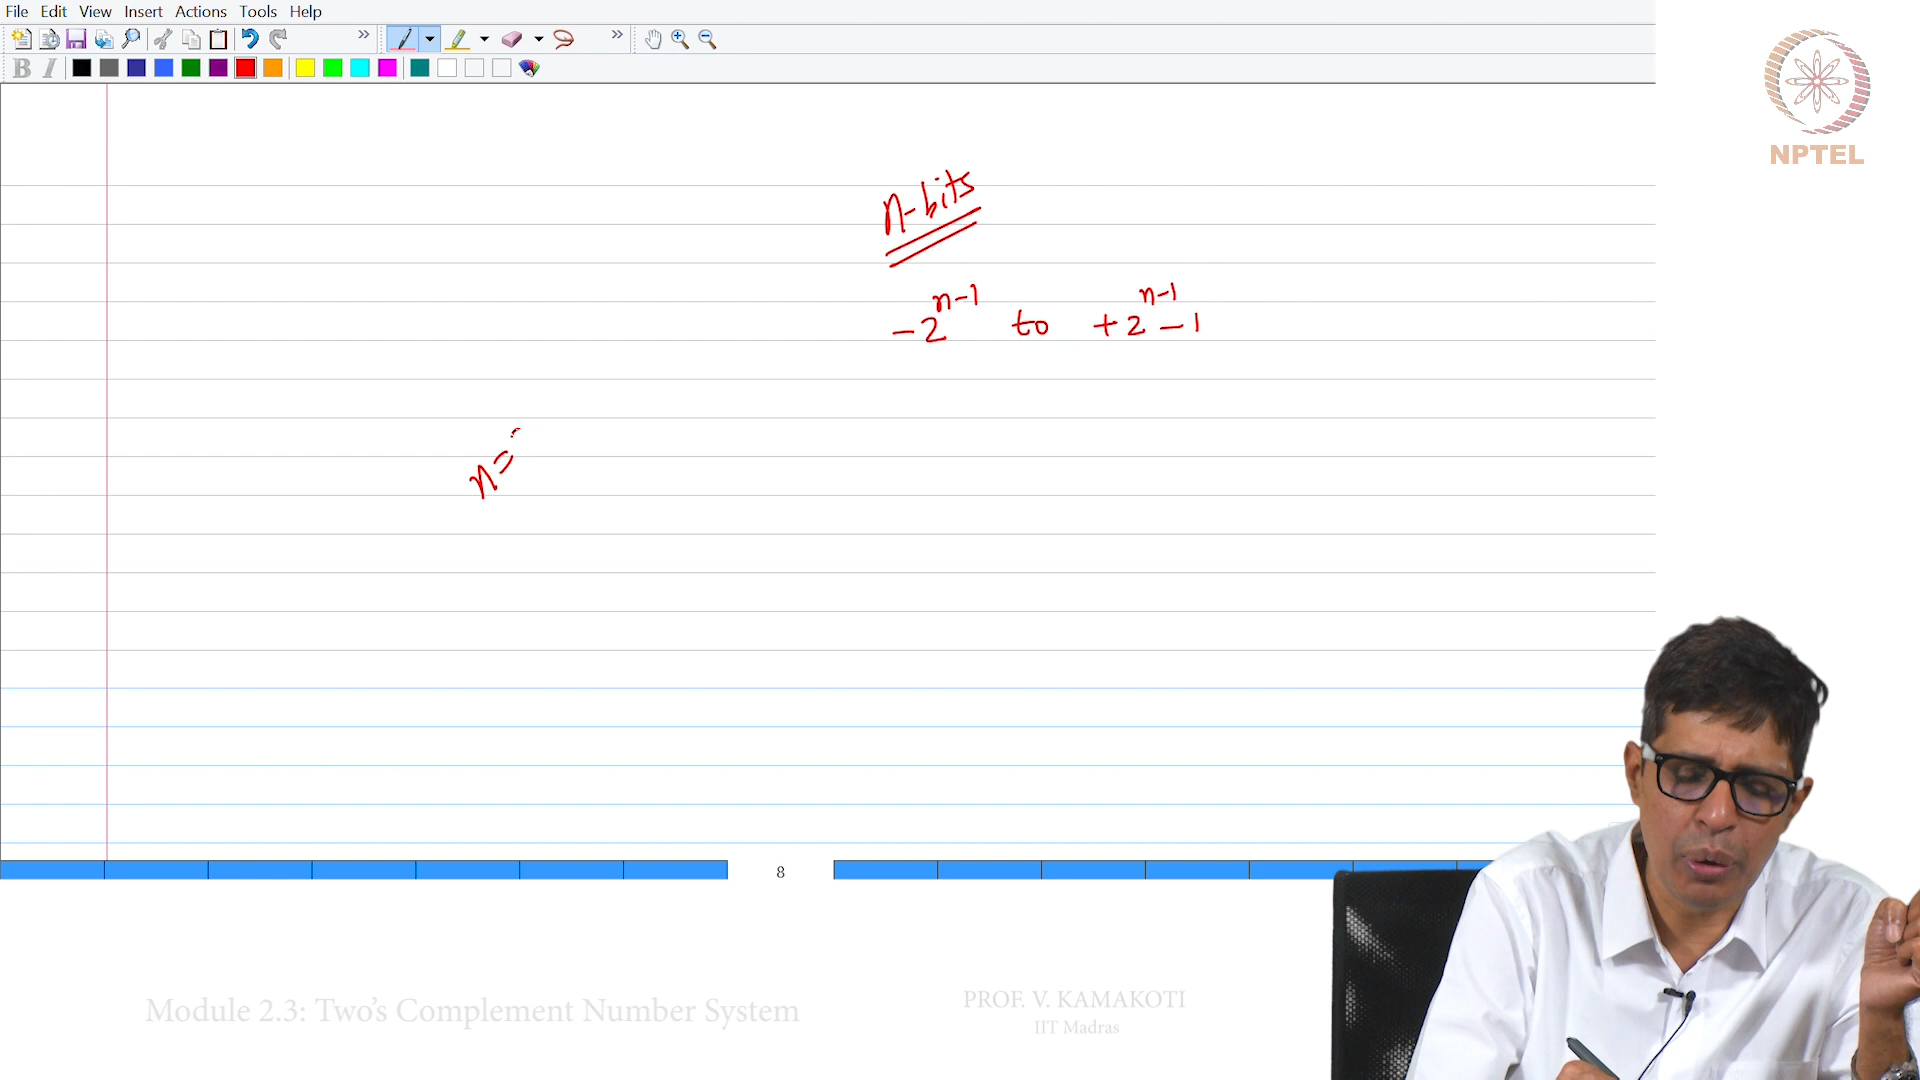 File Edit View Insert Actions Tools Help
B I
NPTEL
n-bits
-2^{n-1} to +2^{n-1}-1
n=
8
Module 2.3: Two's Complement Number System
PROF. V. KAMAKOTI
IIT Madras